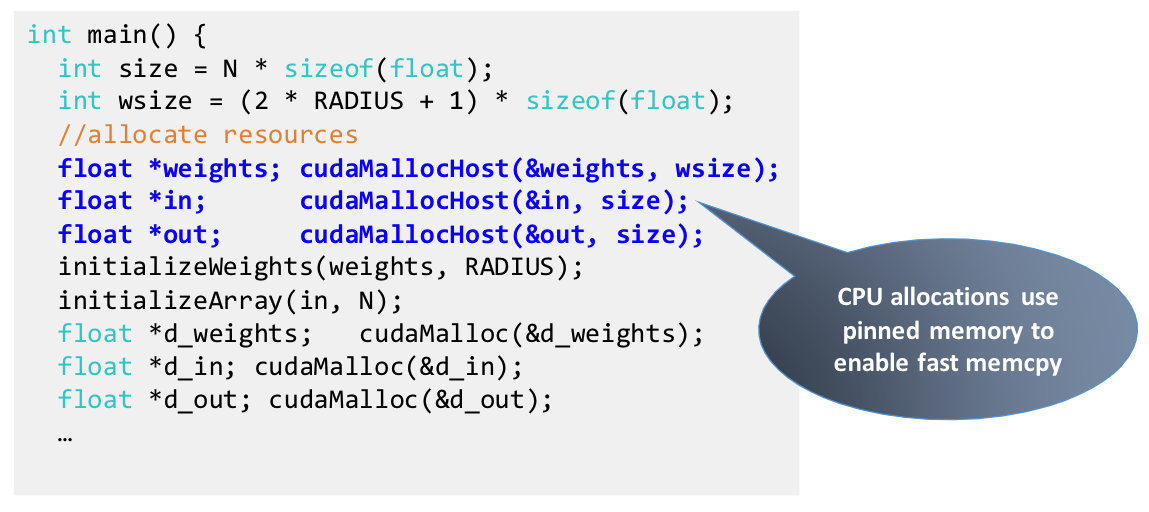 int main() {
int size = N * sizeof(float);
int wsize = (2 * RADIUS + 1) * sizeof(float);
//allocate resources
float *weights; cudaMallocHost(&weights, wsize);
float *in;      cudaMallocHost(&in, size);
float *out;     cudaMallocHost(&out, size);
initializeWeights(weights, RADIUS);
initializeArray(in, N);
float *d_weights;   cudaMalloc(&d_weights);
float *d_in; cudaMalloc(&d_in);
float *d_out; cudaMalloc(&d_out);
…
CPU allocations use
pinned memory to
enable fast memcpy